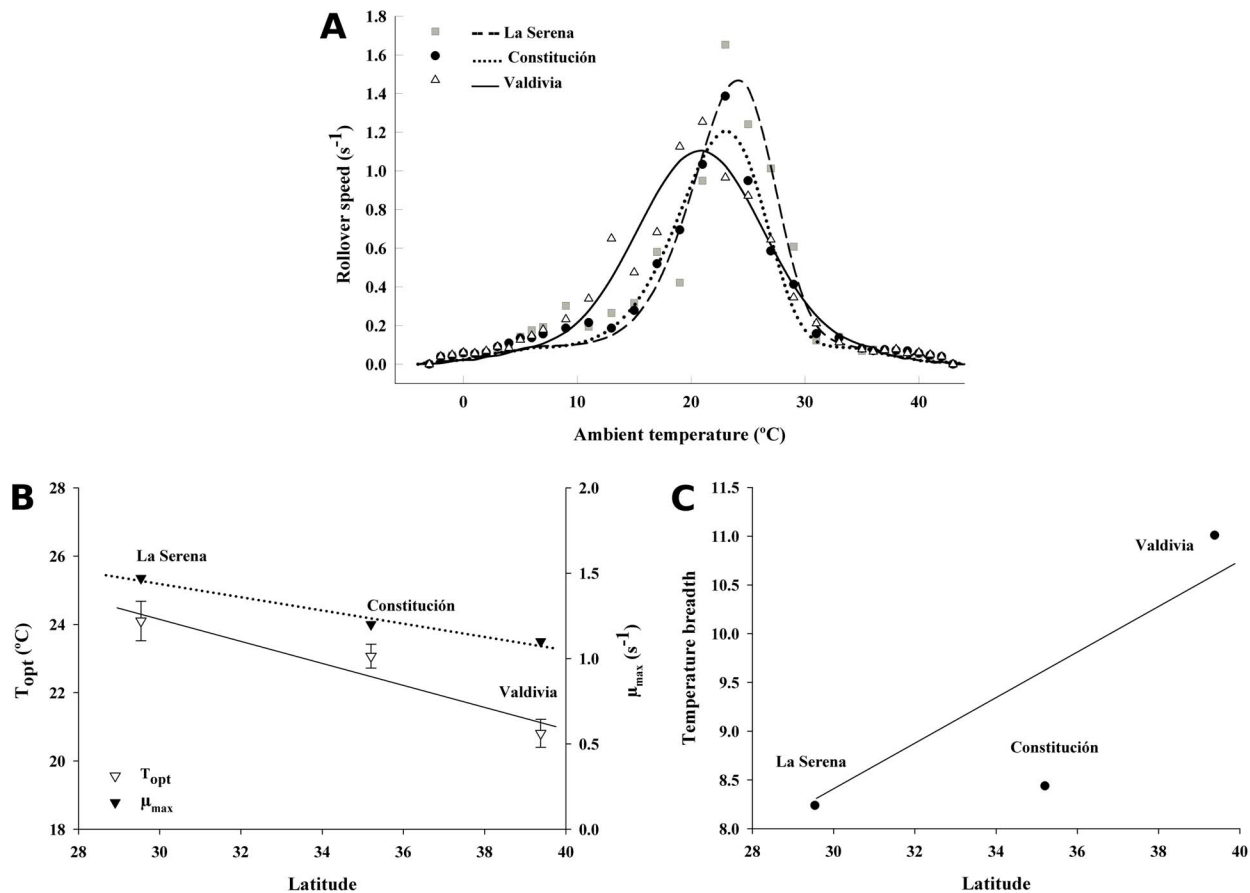 A
La Serena
Constitución
Valdivia
Rollover speed (s-1)
1.8
1.6
1.4
1.2
1.0
0.8
0.6
0.4
0.2
0.0
0 10 20 30 40
Ambient temperature (ºC)
B
28
26
24
22
20
18
Topt (ºC)
La Serena
Constitución
Valdivia
Topt
μmax
2.0
1.5
1.0
0.5
0.0
μmax (s-1)
28 30 32 34 36 38 40
Latitude
C
11.5
11.0
10.5
10.0
9.5
9.0
8.5
8.0
Temperature breadth
Valdivia
Constitución
La Serena
28 30 32 34 36 38 40
Latitude